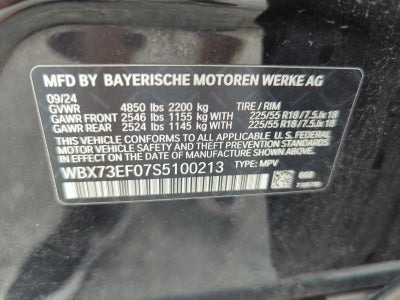 MFD BY BAYERISCHE MOTOREN WERKE AG
09/24
GVWR 4850 lbs 2200 kg TIRE / RIM
GAWR FRONT 2546 lbs 1155 kg 225/55 R18 / 7.5Jx18
GAWR REAR 2524 lbs 1145 kg 225/55 R18 / 7.5Jx18
THIS VEHICLE CONFORMS TO ALL APPLICABLE U.S. FEDERAL
MOTOR VEHICLE SAFETY, BUMPER, AND THEFT PREVENTION STANDARDS
IN EFFECT ON THE DATE OF MANUFACTURE SHOWN ABOVE.
WBX73EF07S5100213 TYPE: MPV